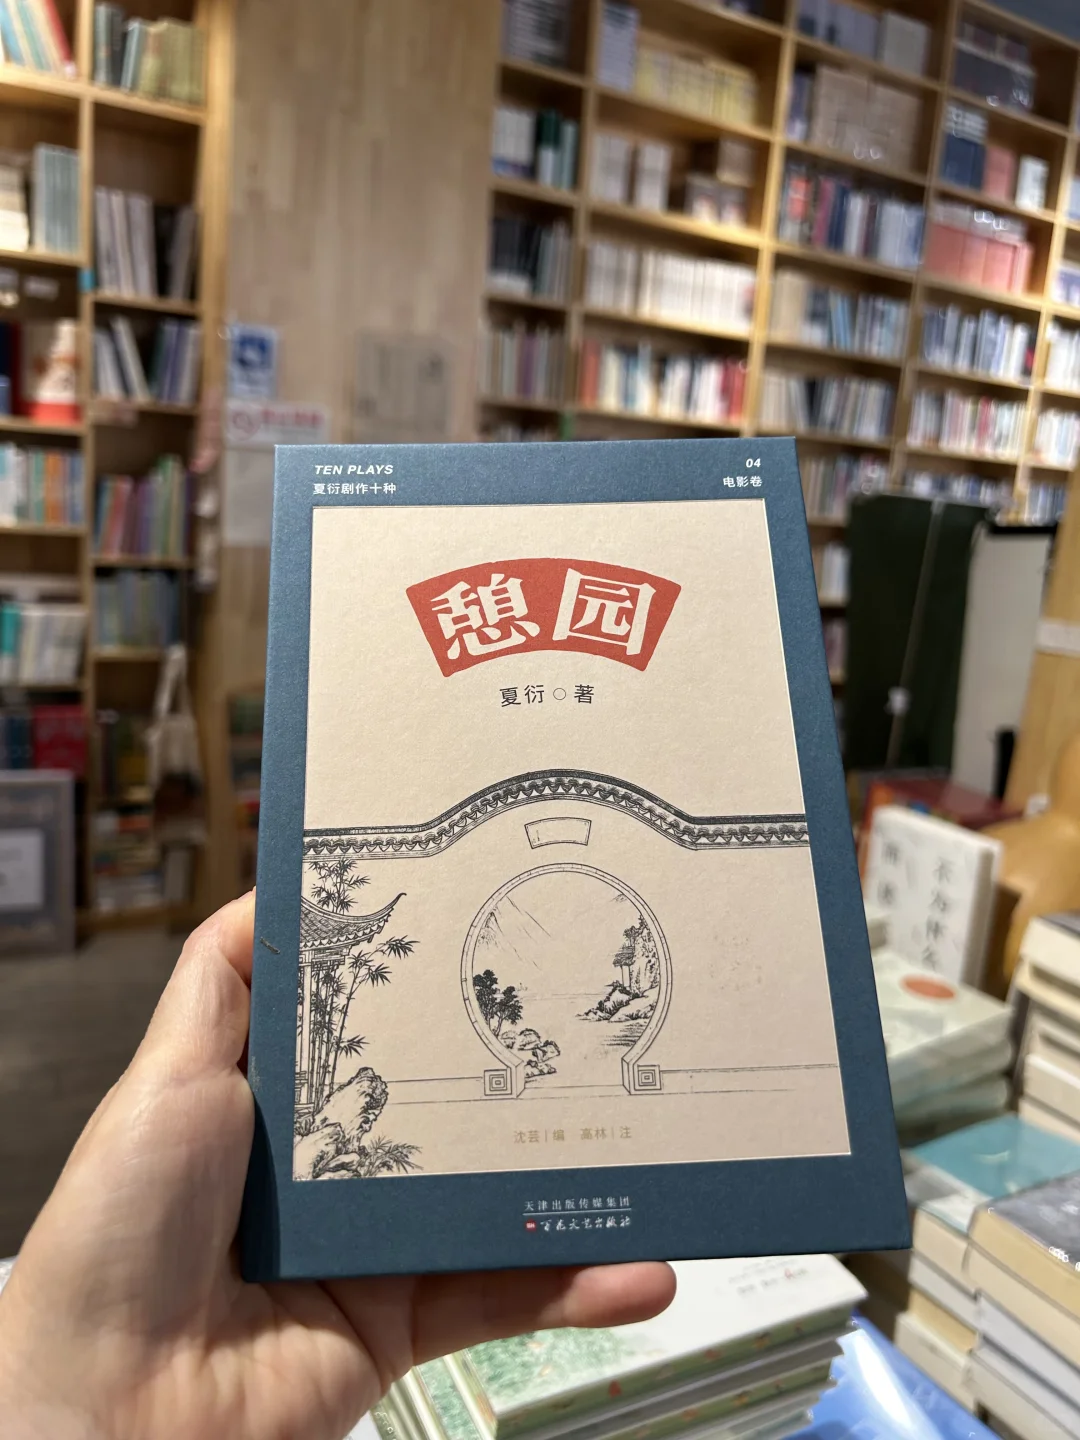 TEN PLAYS
夏衍剧作十种
04
电影卷
憩园
夏衍○著
沈芸|编 高林|注
天津出版传媒集团
百花文艺出版社